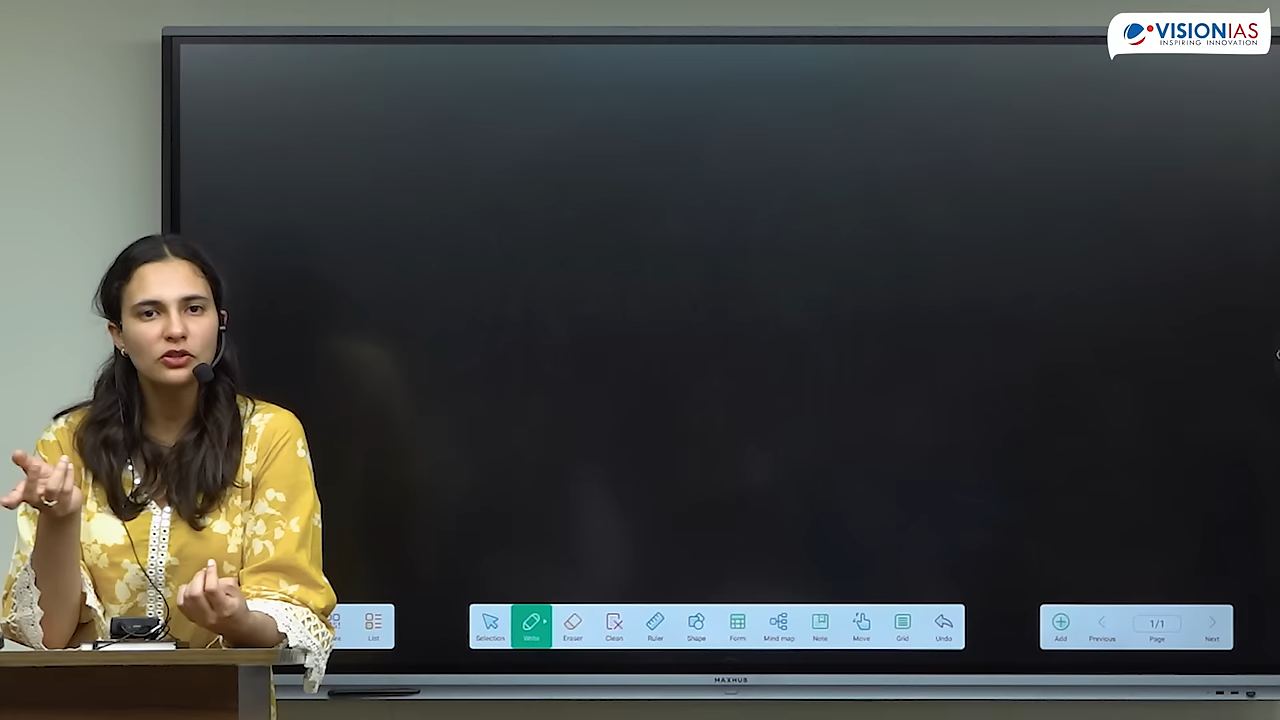 VISIONIAS
INSPIRING INNOVATION
List
Selection
Write
Eraser
Clean
Ruler
Shape
Form
Mind map
Note
Move
Grid
Undo
Add
Previous
1/1
Page
Next
MAXHUB